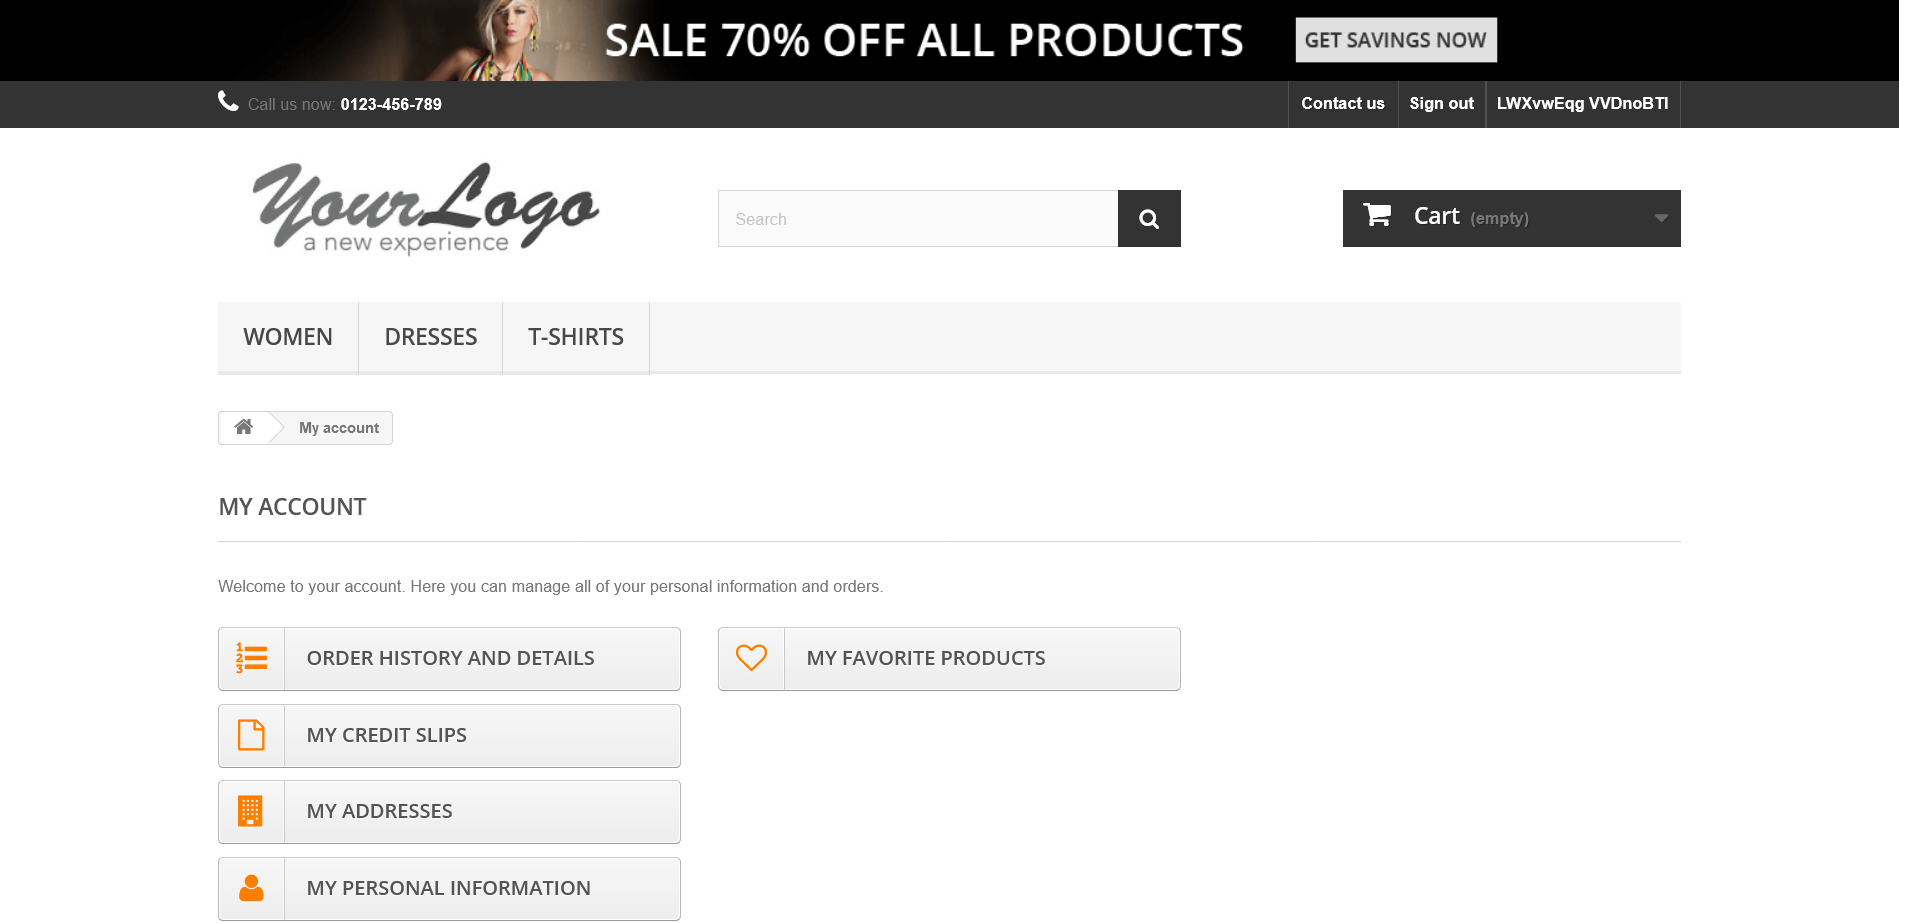 SALE 70% OFF ALL PRODUCTS GET SAVINGS NOW
Call us now: 0123-456-789 Contact us Sign out LWXvwEqg VVDnoBTI
YourLogo
a new experience
Search
Cart (empty)
WOMEN DRESSES T-SHIRTS
My account
MY ACCOUNT
Welcome to your account. Here you can manage all of your personal information and orders.
ORDER HISTORY AND DETAILS
MY FAVORITE PRODUCTS
MY CREDIT SLIPS
MY ADDRESSES
MY PERSONAL INFORMATION